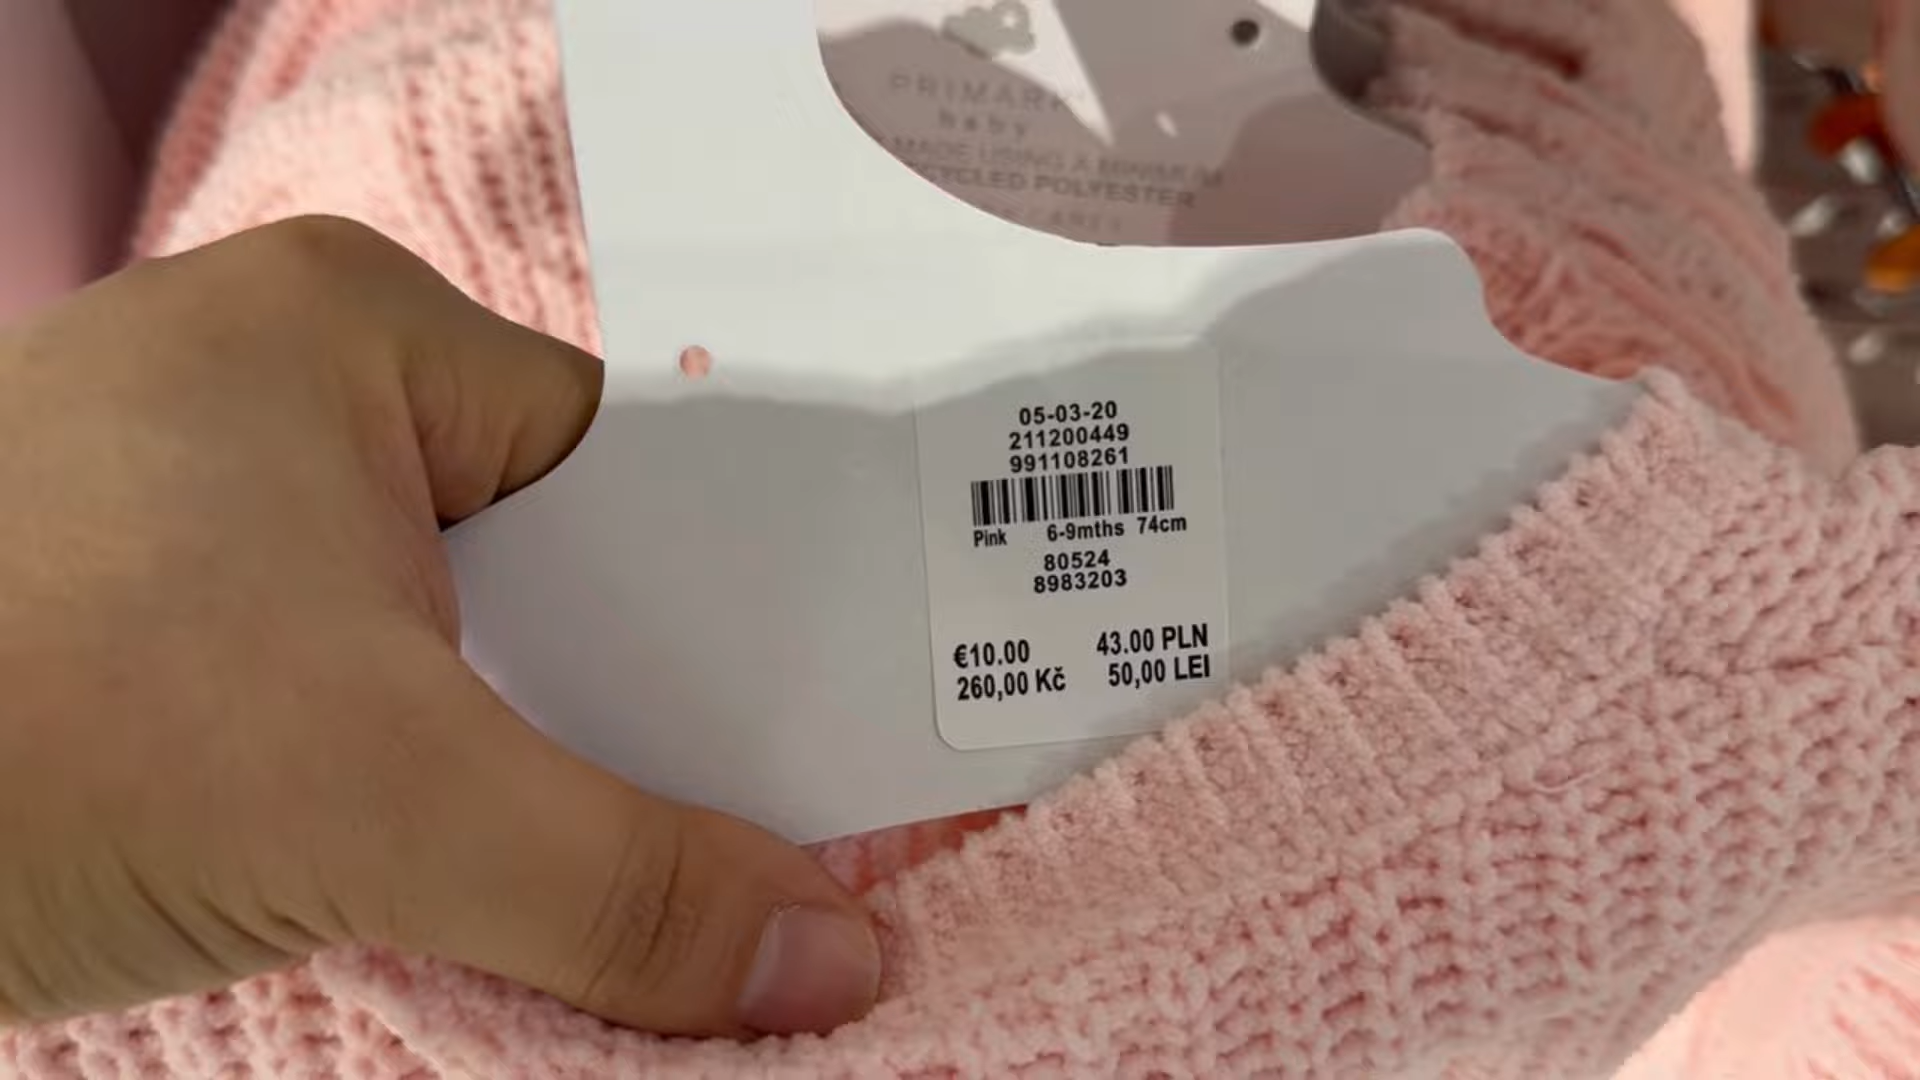 PRIMARK
baby
MADE USING A MINIMUM
CYCLED POLYESTER
05-03-20
211200449
991108261
Pink 6-9mths 74cm
80524
8983203
€10.00 43.00 PLN
260,00 Kč 50,00 LEI